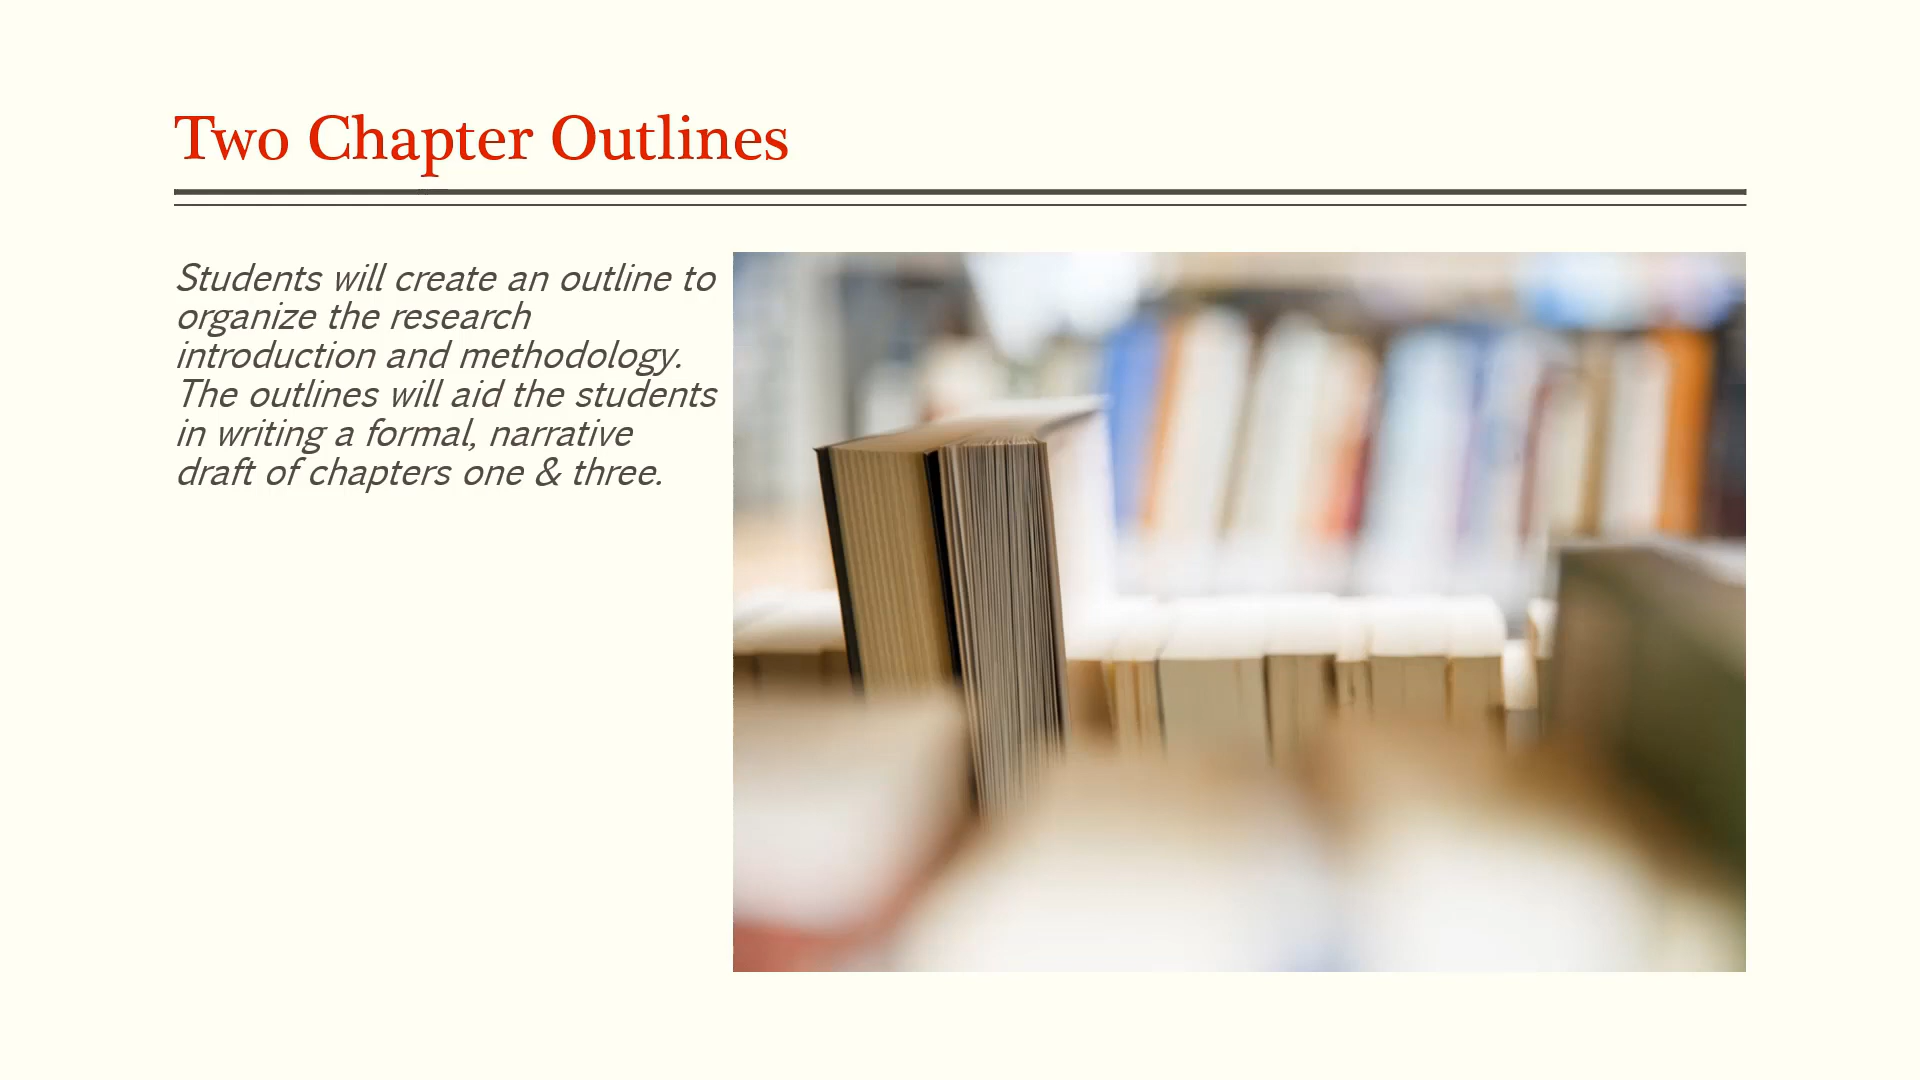 Two Chapter Outlines
Students will create an outline to
organize the research
introduction and methodology.
The outlines will aid the students
in writing a formal, narrative
draft of chapters one & three.